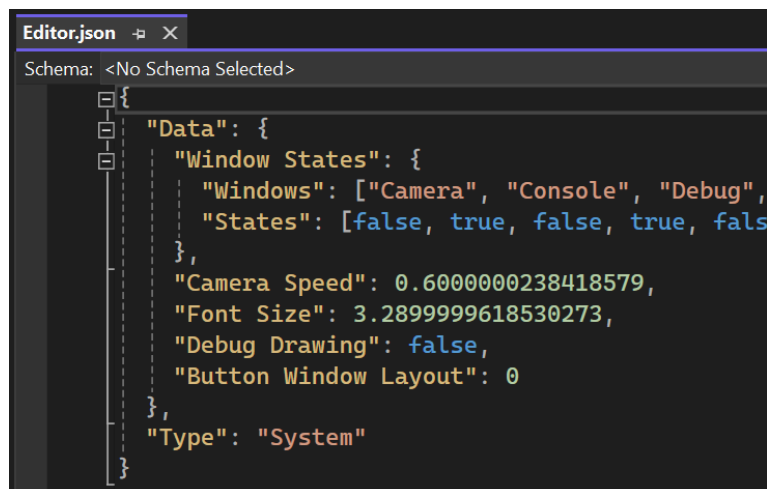 Editor.json
Schema: <No Schema Selected>
{
"Data": {
"Window States": {
"Windows": ["Camera", "Console", "Debug",
"States": [false, true, false, true, fals
},
"Camera Speed": 0.6000000238418579,
"Font Size": 3.2899999618530273,
"Debug Drawing": false,
"Button Window Layout": 0
},
"Type": "System"
}